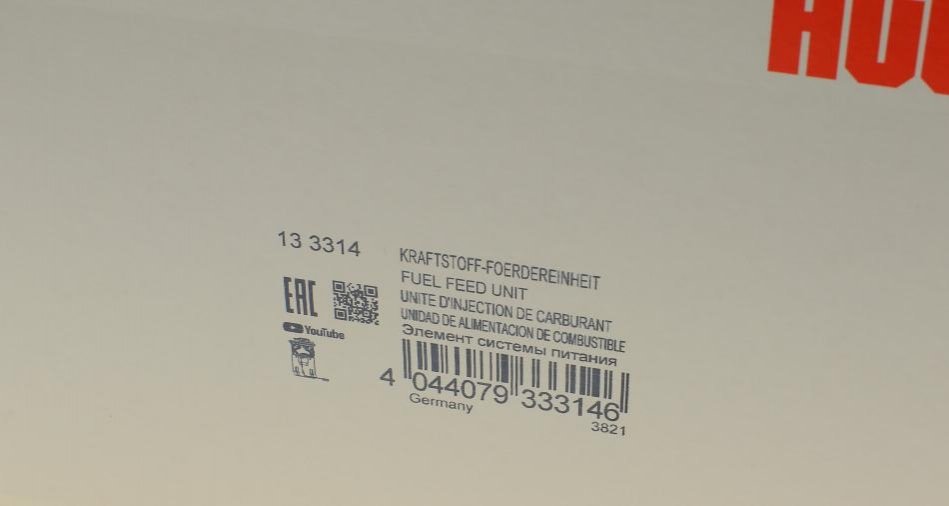 13 3314
KRAFTSTOFF-FOERDEREINHEIT
FUEL FEED UNIT
UNITE D'INJECTION DE CARBURANT
UNIDAD DE ALIMENTACION DE COMBUSTIBLE
Элемент системы питания
EAC
YouTube
4 044079 333146
Germany
3821